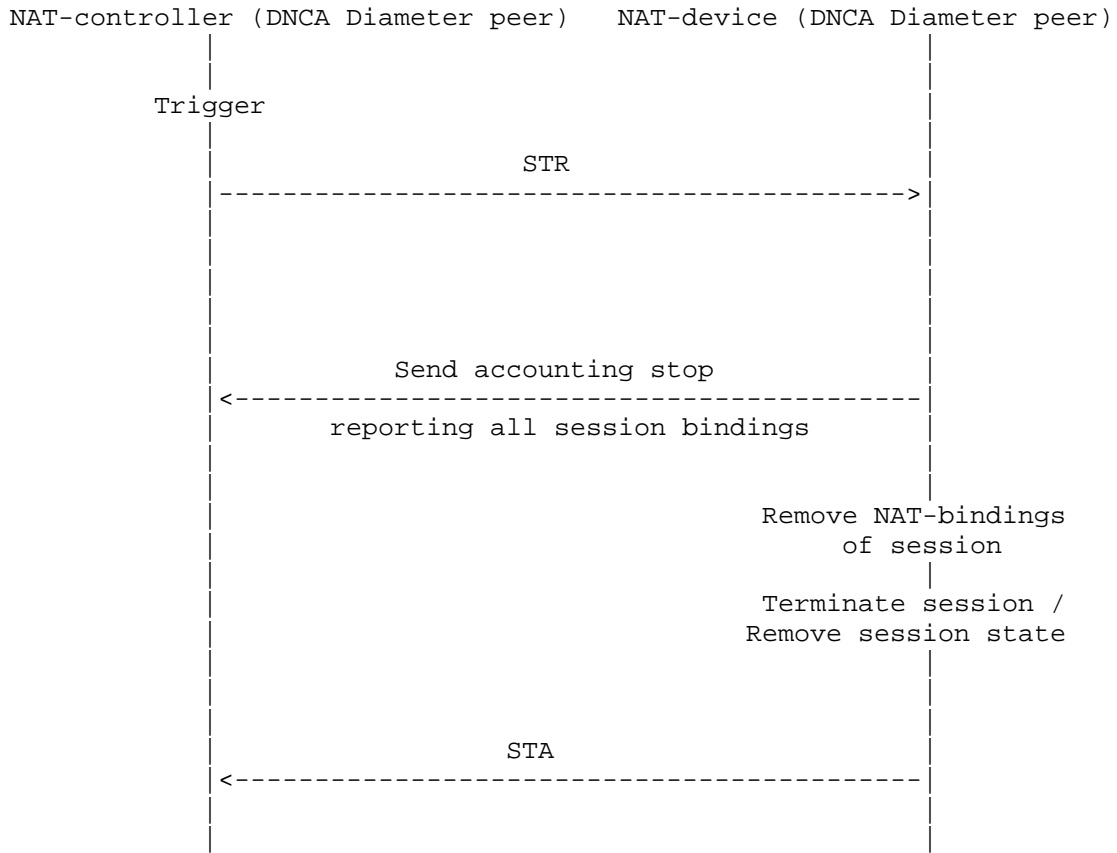 NAT-controller (DNCA Diameter peer)   NAT-device (DNCA Diameter peer)
Trigger
STR
Send accounting stop
reporting all session bindings
Remove NAT-bindings
of session
Terminate session /
Remove session state
STA